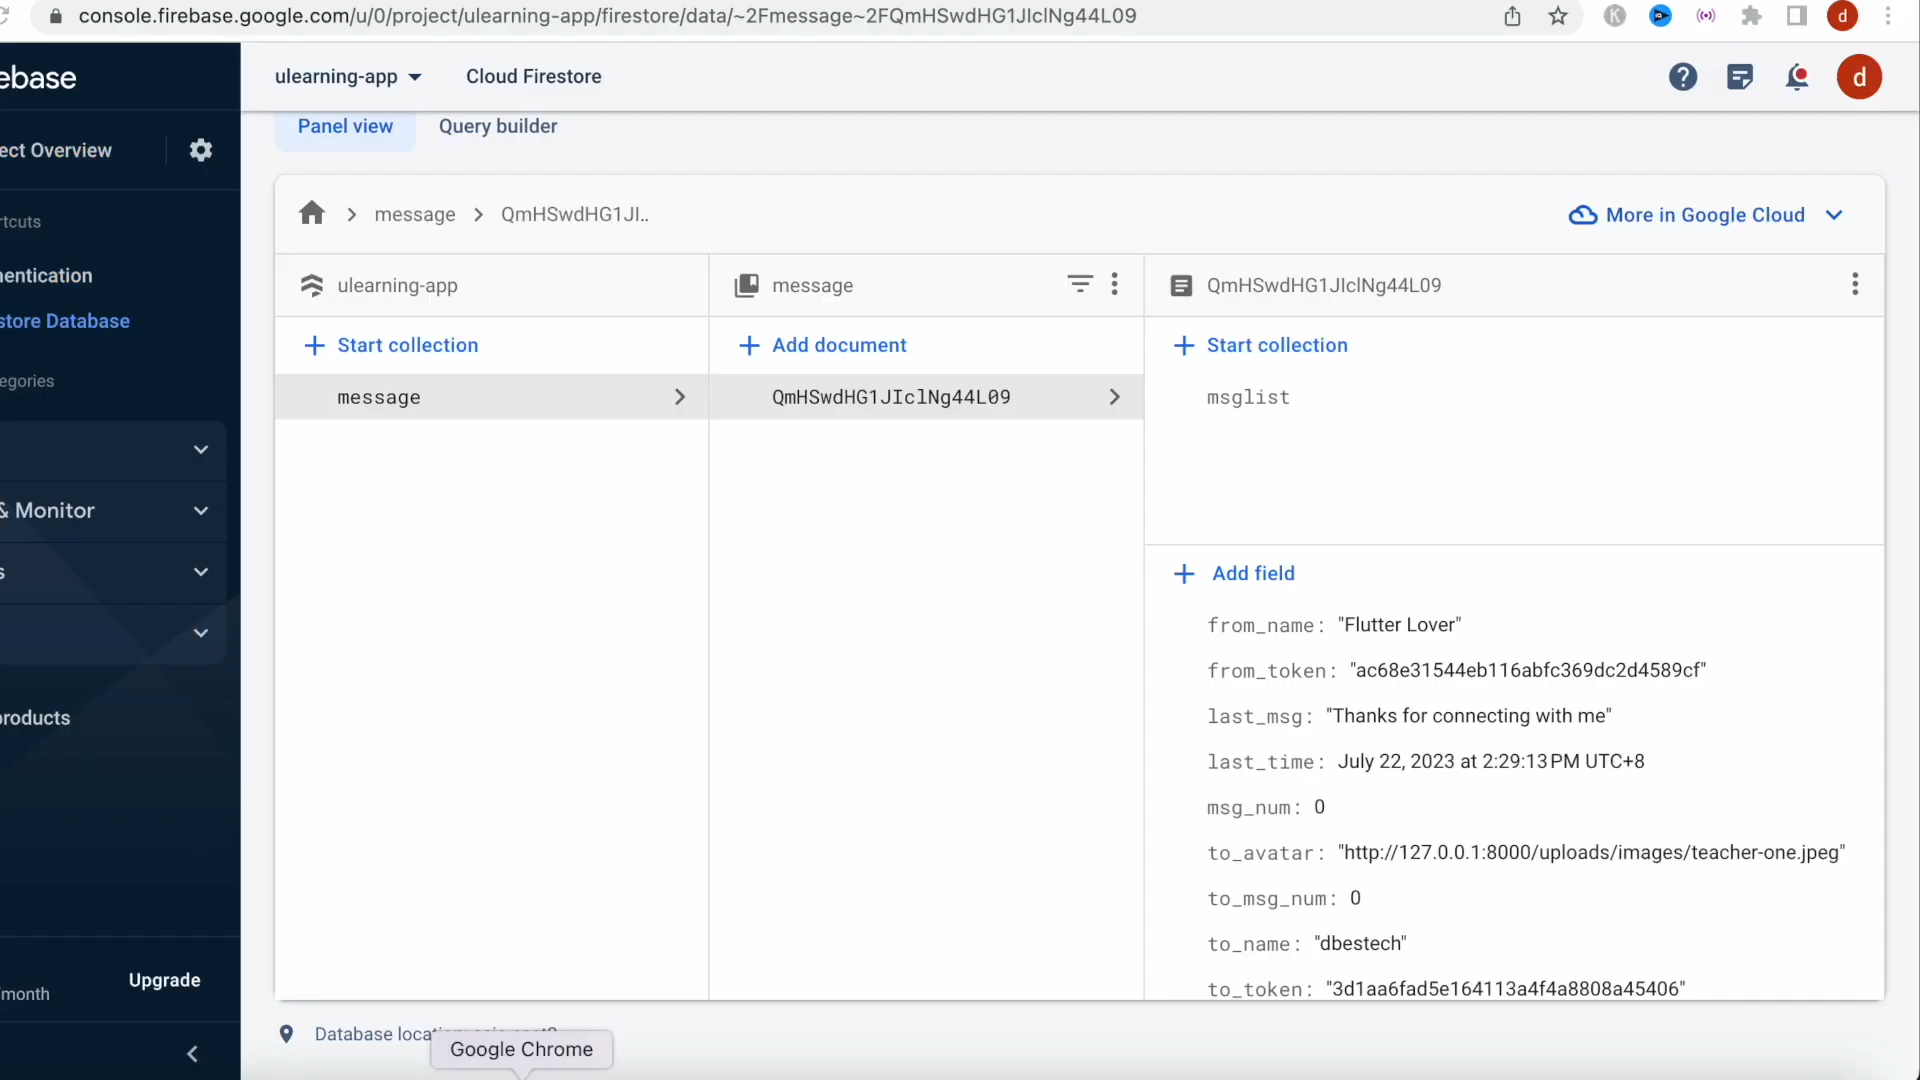 console.firebase.google.com/u/0/project/ulearning-app/firestore/data/~2Fmessage~2FQmHSwdHG1JIclNg44L09
K
d
ebase
ulearning-app
Cloud Firestore
d
Panel view
Query builder
ect Overview
message
QmHSwdHG1JI..
More in Google Cloud
rtcuts
ulearning-app
message
QmHSwdHG1JIclNg44L09
entication
store Database
Start collection
Add document
Start collection
egories
message
QmHSwdHG1JIclNg44L09
msglist
& Monitor
s
Add field
from_name: "Flutter Lover"
from_token: "ac68e31544eb116abfc369dc2d4589cf"
last_msg: "Thanks for connecting with me"
last_time: July 22, 2023 at 2:29:13 PM UTC+8
msg_num: 0
to_avatar: "http://127.0.0.1:8000/uploads/images/teacher-one.jpeg"
to_msg_num: 0
to_name: "dbestech"
to_token: "3d1aa6fad5e164113a4f4a8808a45406"
products
month
Upgrade
Database
Google Chrome